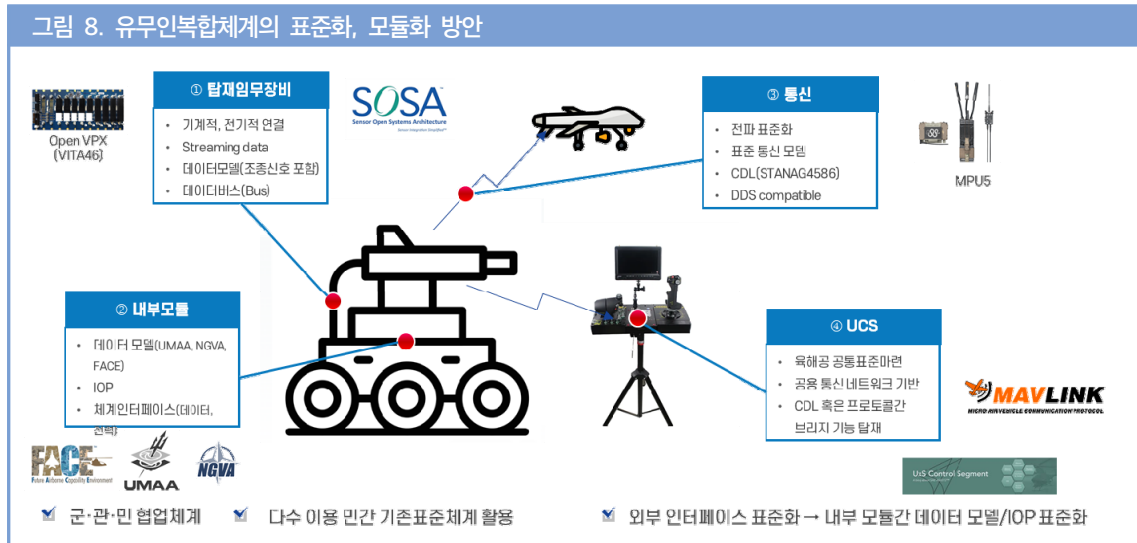 그림 8. 유무인복합체계의 표준화, 모듈화 방안
Open VPX
(VITA46)
① 탑재임무장비
• 기계적, 전기적 연결
• Streaming data
• 데이터모델(조종신호 포함)
• 데이디버스(Bus)
SOSA
Sensor Open Systems Architecture
Sensor Integration Simplified
③ 통신
• 전파 표준화
• 표준 통신 모뎀
• CDL(STANAG4586)
• DDS compatible
MPU5
② 내부모듈
• 데이터 모델(UMAA, NGVA,
FACE)
• IOP
• 체계인터페이스(데이터,
전력)
④ UCS
• 육해공 공통표준마련
• 공용 통신 네트워크 기반
• CDL 혹은 프로토콜간
브리지 기능 탑재
MAVLINK
MICRO AIR VEHICLE COMMUNICATION PROTOCOL
FACE
Future Airborne Capability Environment
UMAA
NGVA
UxS Control Segment
군·관·민 협업체계
다수 이용 민간 기존표준체계 활용
외부 인터페이스 표준화 → 내부 모듈간 데이터 모델/IOP 표준화